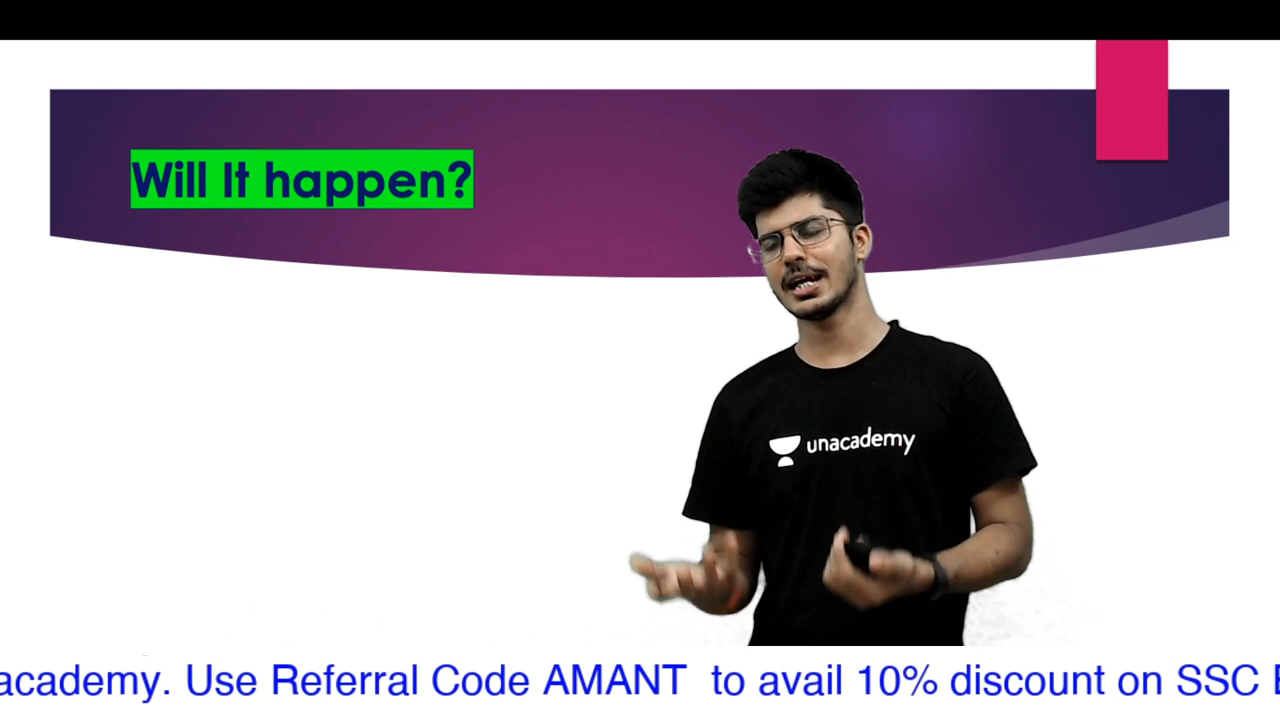 Will It happen?
unacademy
academy. Use Referral Code AMANT to avail 10% discount on SSC